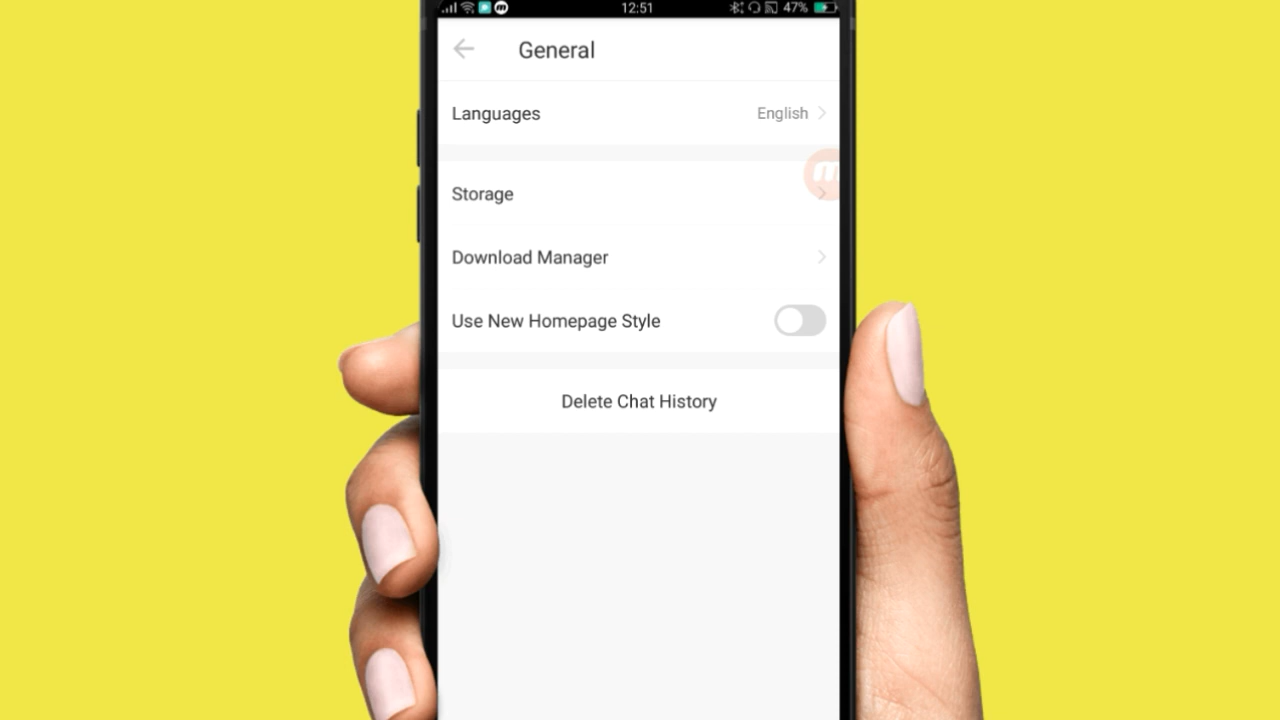 12:51 47%
General
Languages English
m
Storage
Download Manager
Use New Homepage Style
Delete Chat History